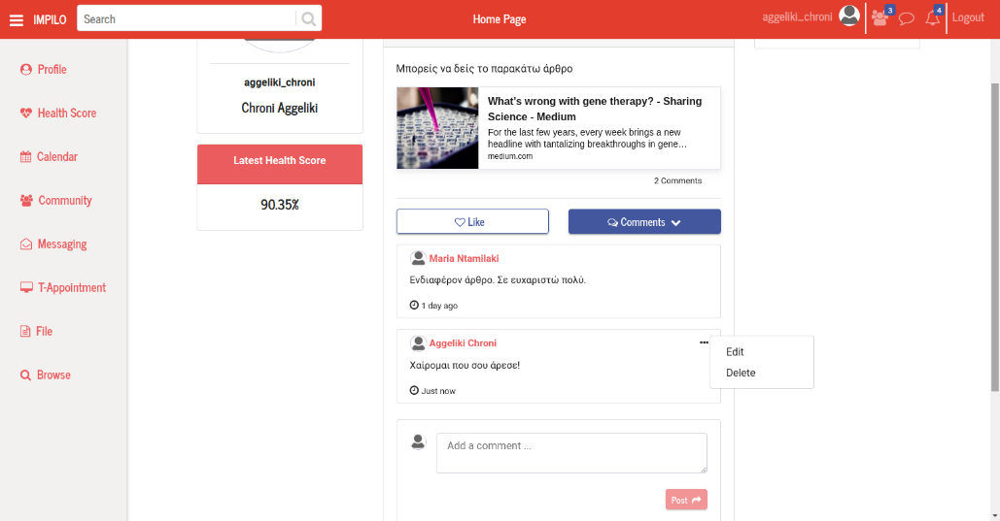 IMPILO
Search
Home Page
aggeliki_chroni
3
4
Logout
Profile
Health Score
Calendar
Community
Messaging
T-Appointment
File
Browse
aggeliki_chroni
Chroni Aggeliki
Latest Health Score
90.35%
Μπορείς να δείς το παρακάτω άρθρο
What's wrong with gene therapy? - Sharing
Science - Medium
For the last few years, every week brings a new
headline with tantalizing breakthroughs in gene…
medium.com
2 Comments
Like
Comments
Maria Ntamilaki
Ενδιαφέρον άρθρο. Σε ευχαριστώ πολύ.
1 day ago
Aggeliki Chroni
Χαίρομαι που σου άρεσε!
Just now
Edit
Delete
Add a comment ...
Post